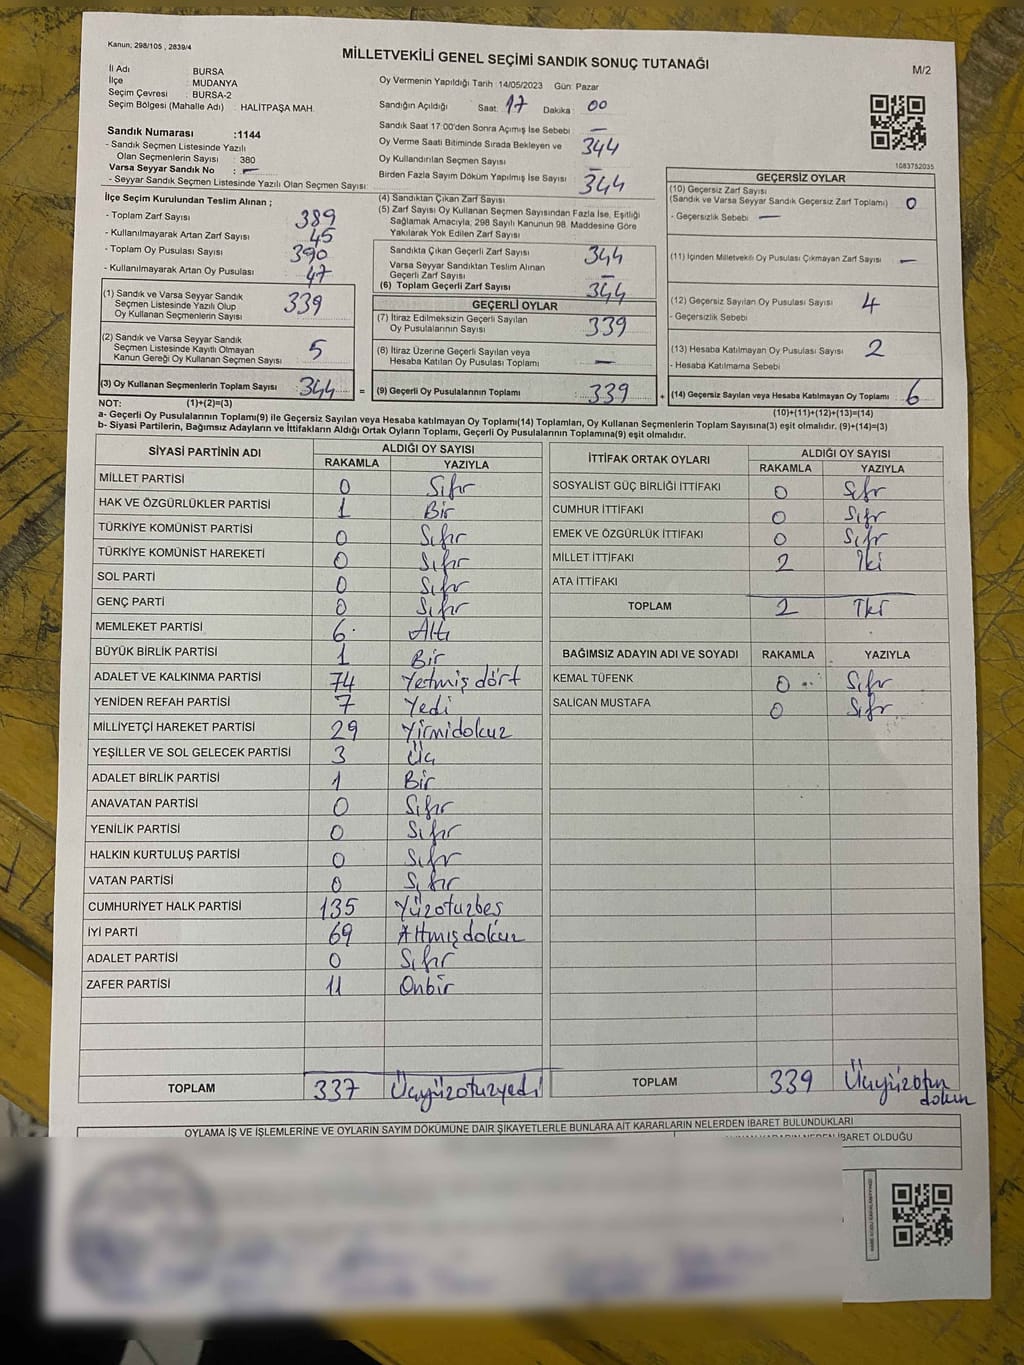 Kanun; 298/105 , 2839/4
MİLLETVEKİLİ GENEL SEÇİMİ SANDIK SONUÇ TUTANAĞI
M/2
İl Adı : BURSA
İlçe : MUDANYA
Seçim Çevresi : BURSA-2
Seçim Bölgesi (Mahalle Adı) : HALİTPAŞA MAH.
Oy Vermenin Yapıldığı Tarih : 14/05/2023 Gün: Pazar
Sandığın Açıldığı Saat: 17 Dakika : 00
Sandık Saat 17:00'den Sonra Açımış İse Sebebi : —
Oy Verme Saati Bitiminde Sırada Bekleyen ve
Oy Kullandırılan Seçmen Sayısı : 344
Birden Fazla Sayım Döküm Yapılmış İse Sayısı : —
Sandık Numarası :1144
- Sandık Seçmen Listesinde Yazılı
Olan Seçmenlerin Sayısı : 380
Varsa Seyyar Sandık No : —
- Seyyar Sandık Seçmen Listesinde Yazılı Olan Seçmen Sayısı:
1083752035
İlçe Seçim Kurulundan Teslim Alınan ;
- Toplam Zarf Sayısı : 389
- Kullanılmayarak Artan Zarf Sayısı : 45
- Toplam Oy Pusulası Sayısı : 390
- Kullanılmayarak Artan Oy Pusulası : 47
(1) Sandık ve Varsa Seyyar Sandık
Seçmen Listesinde Yazılı Olup
Oy Kullanan Seçmenlerin Sayısı : 339
(2) Sandık ve Varsa Seyyar Sandık
Seçmen Listesinde Kayıtlı Olmayan
Kanun Gereği Oy Kullanan Seçmen Sayısı : 5
(3) Oy Kullanan Seçmenlerin Toplam Sayısı : 344 =
(4) Sandıktan Çıkan Zarf Sayısı : 344
(5) Zarf Sayısı Oy Kullanan Seçmen Sayısından Fazla İse, Eşitliği
Sağlamak Amacıyla; 298 Sayılı Kanunun 98. Maddesine Göre
Yakılarak Yok Edilen Zarf Sayısı :
Sandıkta Çıkan Geçerli Zarf Sayısı : 344
Varsa Seyyar Sandıktan Teslim Alınan
Geçerli Zarf Sayısı : —
(6) Toplam Geçerli Zarf Sayısı : 344
GEÇERLİ OYLAR
(7) İtiraz Edilmeksizin Geçerli Sayılan
Oy Pusulalarının Sayısı : 339
(8) İtiraz Üzerine Geçerli Sayılan veya
Hesaba Katılan Oy Pusulası Toplamı : —
(9) Geçerli Oy Pusulalarının Toplamı : 339 +
GEÇERSİZ OYLAR
(10) Geçersiz Zarf Sayısı
(Sandık ve Varsa Seyyar Sandık Geçersiz Zarf Toplamı) : 0
- Geçersizlik Sebebi : —
(11) İçinden Milletvekili Oy Pusulası Çıkmayan Zarf Sayısı : —
(12) Geçersiz Sayılan Oy Pusulası Sayısı : 4
- Geçersizlik Sebebi :
(13) Hesaba Katılmayan Oy Pusulası Sayısı : 2
- Hesaba Katılmama Sebebi :
(14) Geçersiz Sayılan veya Hesaba Katılmayan Oy Toplamı : 6
NOT: (1)+(2)=(3)
(10)+(11)+(12)+(13)=(14)
a- Geçerli Oy Pusulalarının Toplamı(9) ile Geçersiz Sayılan veya Hesaba katılmayan Oy Toplamı(14) Toplamları, Oy Kullanan Seçmenlerin Toplam Sayısına(3) eşit olmalıdır. (9)+(14)=(3)
b- Siyasi Partilerin, Bağımsız Adayların ve İttifakların Aldığı Ortak Oyların Toplamı, Geçerli Oy Pusulalarının Toplamına(9) eşit olmalıdır.
SİYASİ PARTİNİN ADI ALDIĞI OY SAYISI
RAKAMLA YAZIYLA
MİLLET PARTİSİ 0 Sıfır
HAK VE ÖZGÜRLÜKLER PARTİSİ 1 Bir
TÜRKİYE KOMÜNİST PARTİSİ 0 Sıfır
TÜRKİYE KOMÜNİST HAREKETİ 0 Sıfır
SOL PARTİ 0 Sıfır
GENÇ PARTİ 0 Sıfır
MEMLEKET PARTİSİ 6 Altı
BÜYÜK BİRLİK PARTİSİ 1 Bir
ADALET VE KALKINMA PARTİSİ 74 Yetmiş dört
YENİDEN REFAH PARTİSİ 7 Yedi
MİLLİYETÇİ HAREKET PARTİSİ 29 Yirmidokuz
YEŞİLLER VE SOL GELECEK PARTİSİ 3 Üç
ADALET BİRLİK PARTİSİ 1 Bir
ANAVATAN PARTİSİ 0 Sıfır
YENİLİK PARTİSİ 0 Sıfır
HALKIN KURTULUŞ PARTİSİ 0 Sıfır
VATAN PARTİSİ 0 Sıfır
CUMHURİYET HALK PARTİSİ 135 Yüzotuzbeş
İYİ PARTİ 69 Altmışdokuz
ADALET PARTİSİ 0 Sıfır
ZAFER PARTİSİ 11 Onbir
TOPLAM 337 Üçyüzotuzyedi
İTTİFAK ORTAK OYLARI ALDIĞI OY SAYISI
RAKAMLA YAZIYLA
SOSYALİST GÜÇ BİRLİĞİ İTTİFAKI 0 Sıfır
CUMHUR İTTİFAKI 0 Sıfır
EMEK VE ÖZGÜRLÜK İTTİFAKI 0 Sıfır
MİLLET İTTİFAKI 2 İki
ATA İTTİFAKI
TOPLAM 2 İki
BAĞIMSIZ ADAYIN ADI VE SOYADI RAKAMLA YAZIYLA
KEMAL TÜFENK 0 Sıfır
SALİCAN MUSTAFA 0 Sıfır
TOPLAM 339 Üçyüzotuz
dokuz
OYLAMA İŞ VE İŞLEMLERİNE VE OYLARIN SAYIM DÖKÜMÜNE DAİR ŞİKAYETLERLE BUNLARA AİT KARARLARIN NELERDEN İBARET BULUNDUKLARI
İBARET OLDUĞU